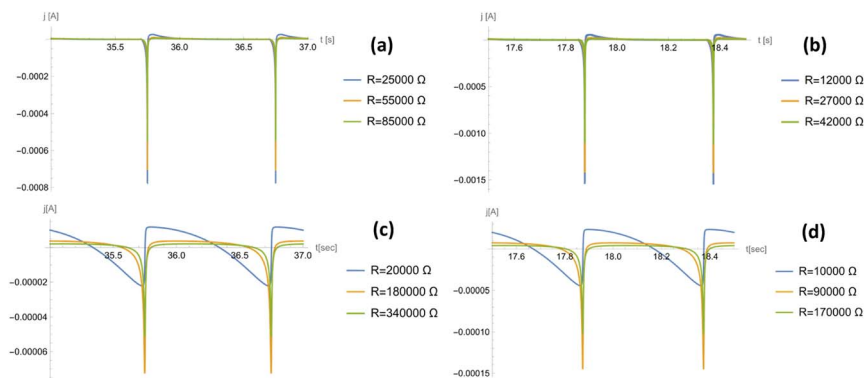 j [A]
(a)
t [s]
35.5 36.0 36.5 37.0
−0.0002
−0.0004
−0.0006
−0.0008
R=25000 Ω
R=55000 Ω
R=85000 Ω
j [A]
(b)
t [s]
17.6 17.8 18.0 18.2 18.4
−0.0005
−0.0010
−0.0015
R=12000 Ω
R=27000 Ω
R=42000 Ω
j[A]
(c)
t[sec]
35.5 36.0 36.5 37.0
−0.00002
−0.00004
−0.00006
R=20000 Ω
R=180000 Ω
R=340000 Ω
j[A]
(d)
t[sec]
17.6 17.8 18.0 18.2 18.4
−0.00005
−0.00010
−0.00015
R=10000 Ω
R=90000 Ω
R=170000 Ω